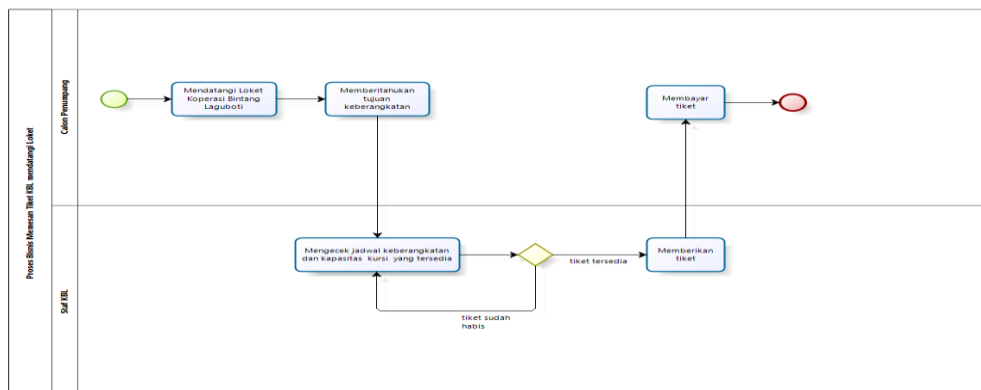 Proses Bisnis Memesan Tiket KBL mendatangi Loket
Calon Penumpang
Mendatangi Loket
Koperasi Bintang
Laguboti
Memberitahukan
tujuan
keberangkatan
Membayar
tiket
Staf KBL
Mengecek jadwal keberangkatan
dan kapasitas kursi yang tersedia
tiket tersedia
Memberikan
tiket
tiket sudah
habis